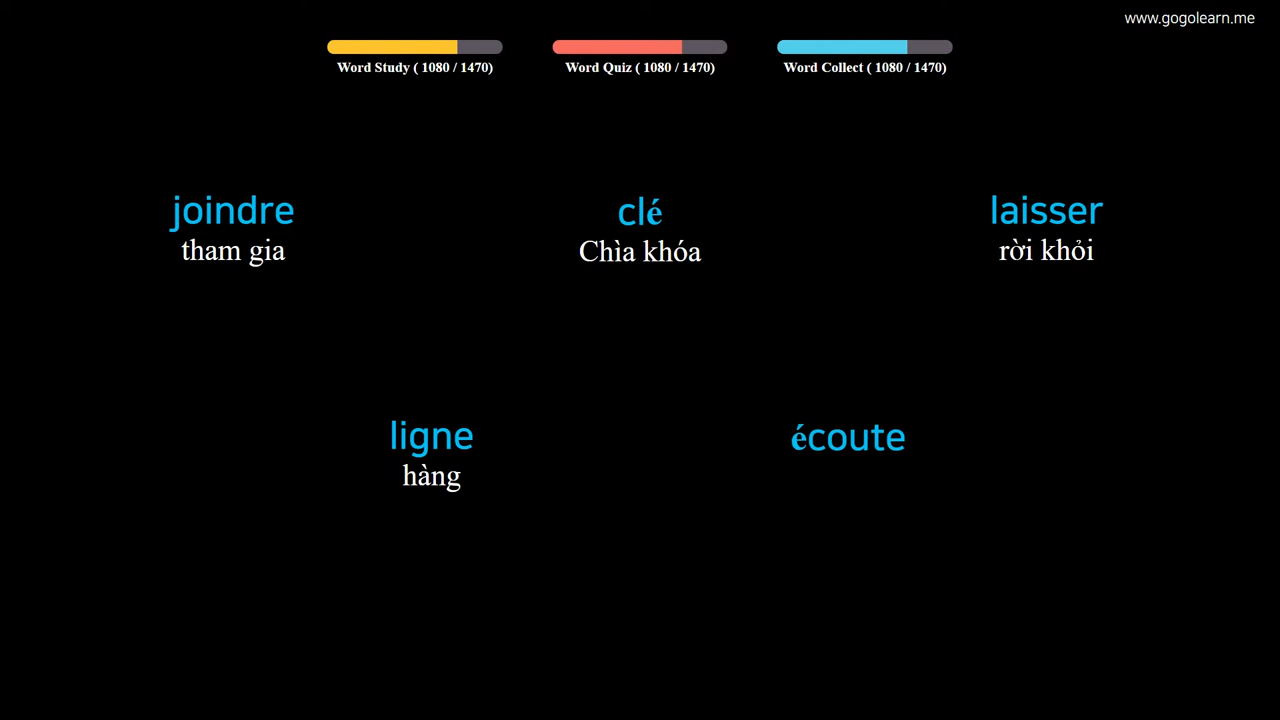 www.gogolearn.me
Word Study ( 1080 / 1470)
Word Quiz ( 1080 / 1470)
Word Collect ( 1080 / 1470)
joindre
tham gia
clé
Chìa khóa
laisser
rời khỏi
ligne
hàng
écoute